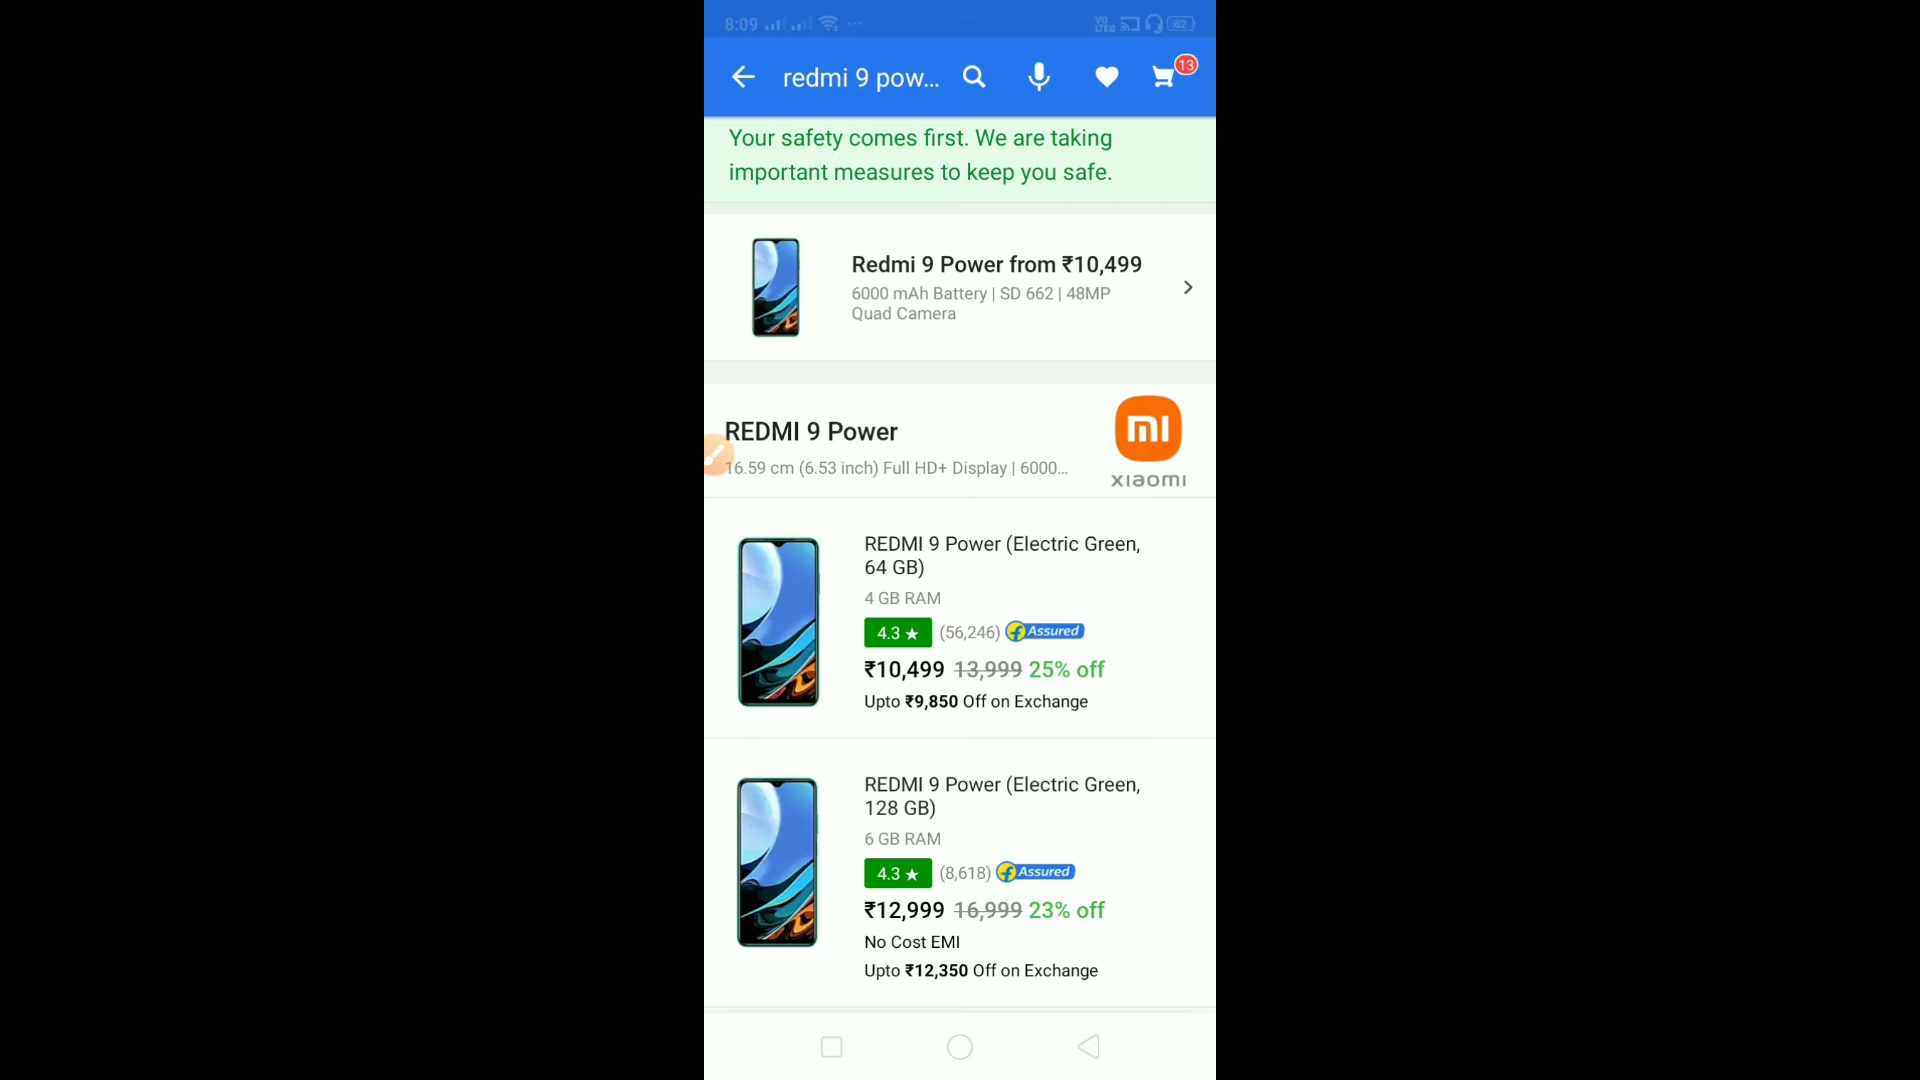 8:09
VO LTE 62
redmi 9 pow...
13
Your safety comes first. We are taking
important measures to keep you safe.
Redmi 9 Power from ₹10,499
6000 mAh Battery | SD 662 | 48MP
Quad Camera
REDMI 9 Power
16.59 cm (6.53 inch) Full HD+ Display | 6000...
mi
xiaomi
REDMI 9 Power (Electric Green,
64 GB)
4 GB RAM
4.3 ★ (56,246) f Assured
₹10,499 13,999 25% off
Upto ₹9,850 Off on Exchange
REDMI 9 Power (Electric Green,
128 GB)
6 GB RAM
4.3 ★ (8,618) f Assured
₹12,999 16,999 23% off
No Cost EMI
Upto ₹12,350 Off on Exchange